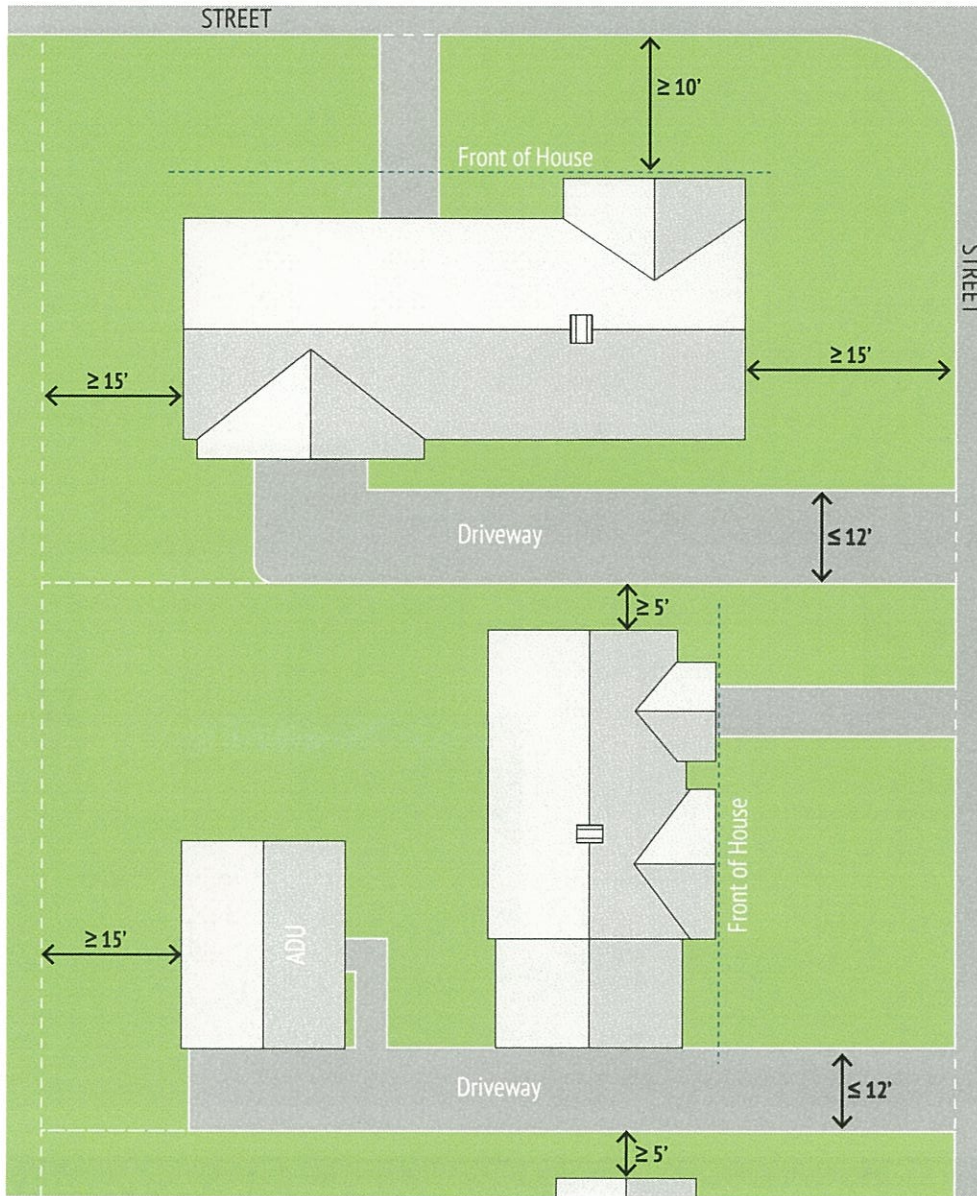 STREET
≥ 10'
Front of House
STREET
≥ 15'
≥ 15'
Driveway
≤ 12'
≥ 5'
Front of House
ADU
≥ 15'
Driveway
≤ 12'
≥ 5'